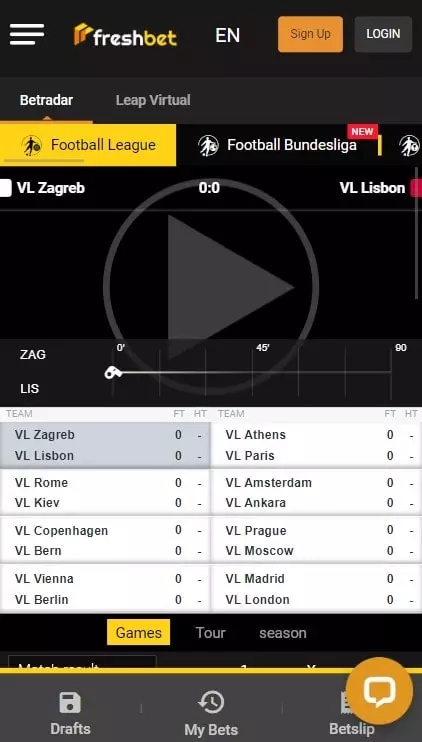 freshbet EN Sign Up LOGIN
Betradar Leap Virtual
NEW
Football League Football Bundesliga
VL Zagreb 0:0 VL Lisbon
0' 45' 90
ZAG
LIS
TEAM FT HT TEAM FT HT
VL Zagreb 0 - VL Athens 0 -
VL Lisbon 0 - VL Paris 0 -
VL Rome 0 - VL Amsterdam 0 -
VL Kiev 0 - VL Ankara 0 -
VL Copenhagen 0 - VL Prague 0 -
VL Bern 0 - VL Moscow 0 -
VL Vienna 0 - VL Madrid 0 -
VL Berlin 0 - VL London 0 -
Games Tour season
Match result 1 X
Drafts My Bets Betslip